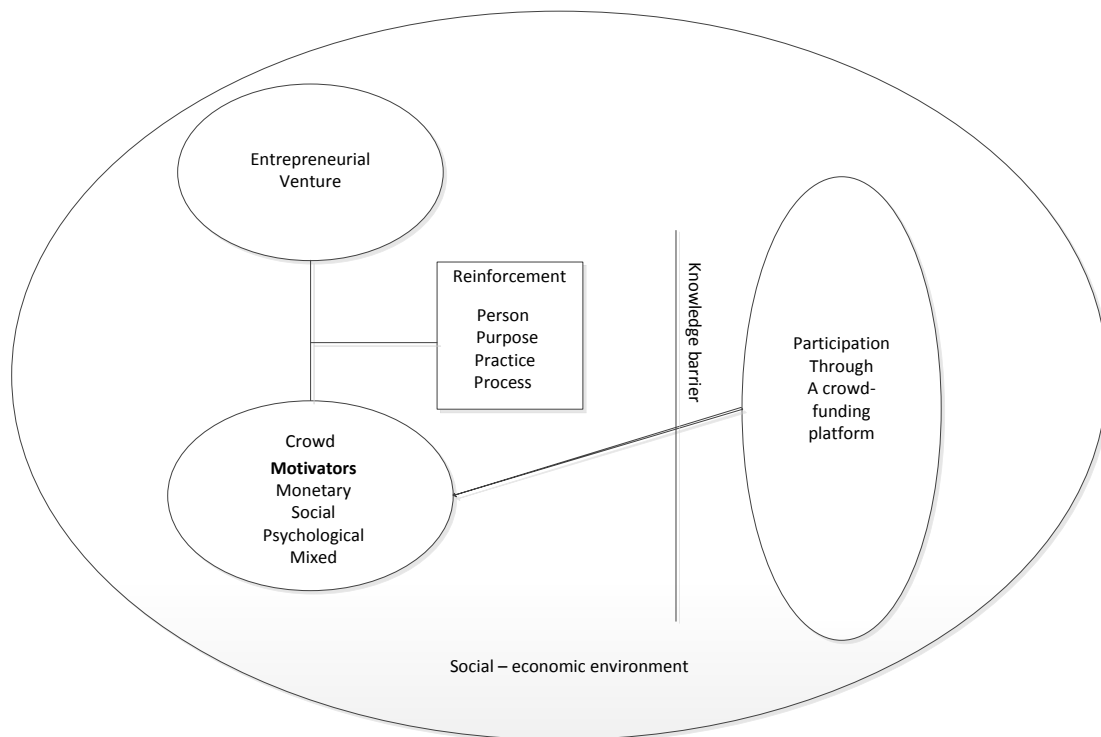 Entrepreneurial
Venture
Reinforcement
Person
Purpose
Practice
Process
Knowledge barrier
Participation
Through
A crowd-
funding
platform
Crowd
Motivators
Monetary
Social
Psychological
Mixed
Social – economic environment